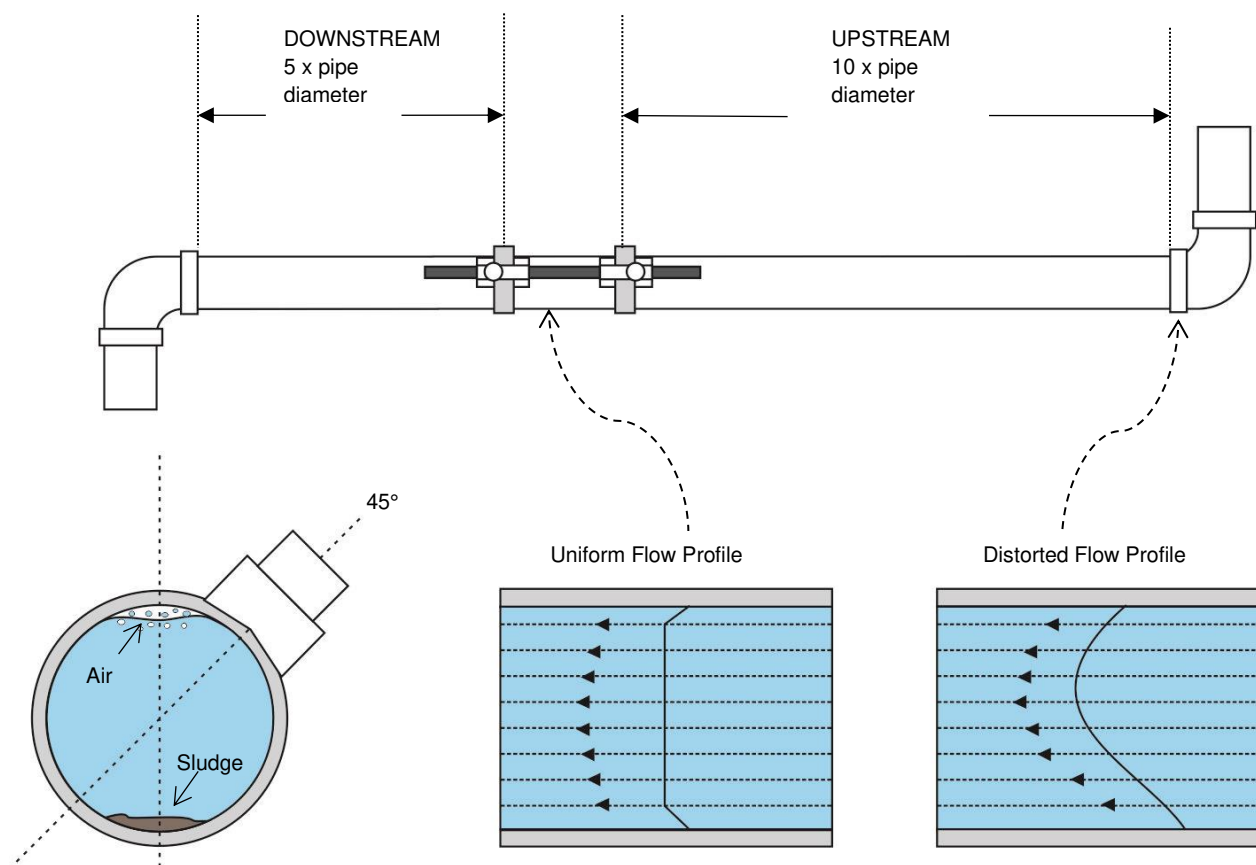 DOWNSTREAM
5 x pipe
diameter
UPSTREAM
10 x pipe
diameter
45°
Air
Sludge
Uniform Flow Profile
Distorted Flow Profile